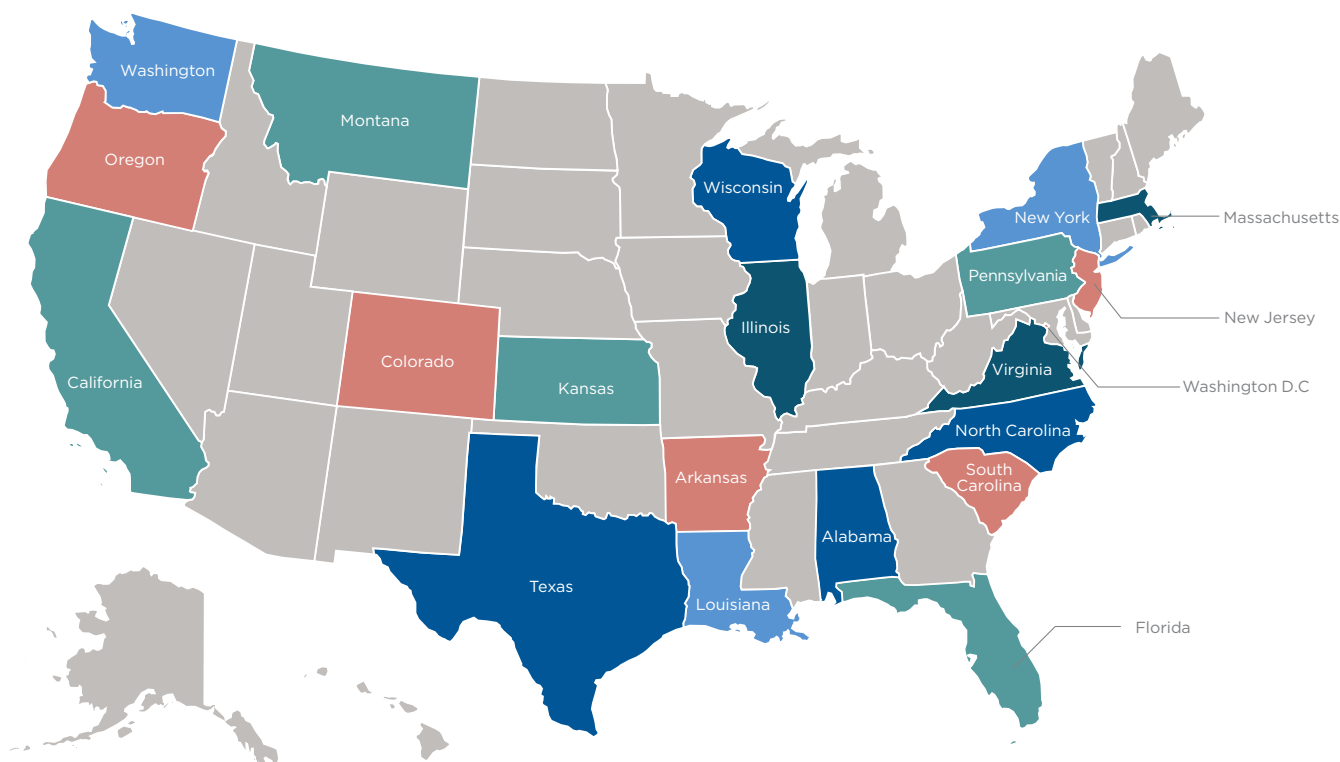 Washington
Montana
Oregon
Wisconsin
New York
Massachusetts
Pennsylvania
New Jersey
Illinois
Colorado
Virginia
California
Kansas
Washington D.C
North Carolina
Arkansas
South
Carolina
Alabama
Texas
Louisiana
Florida